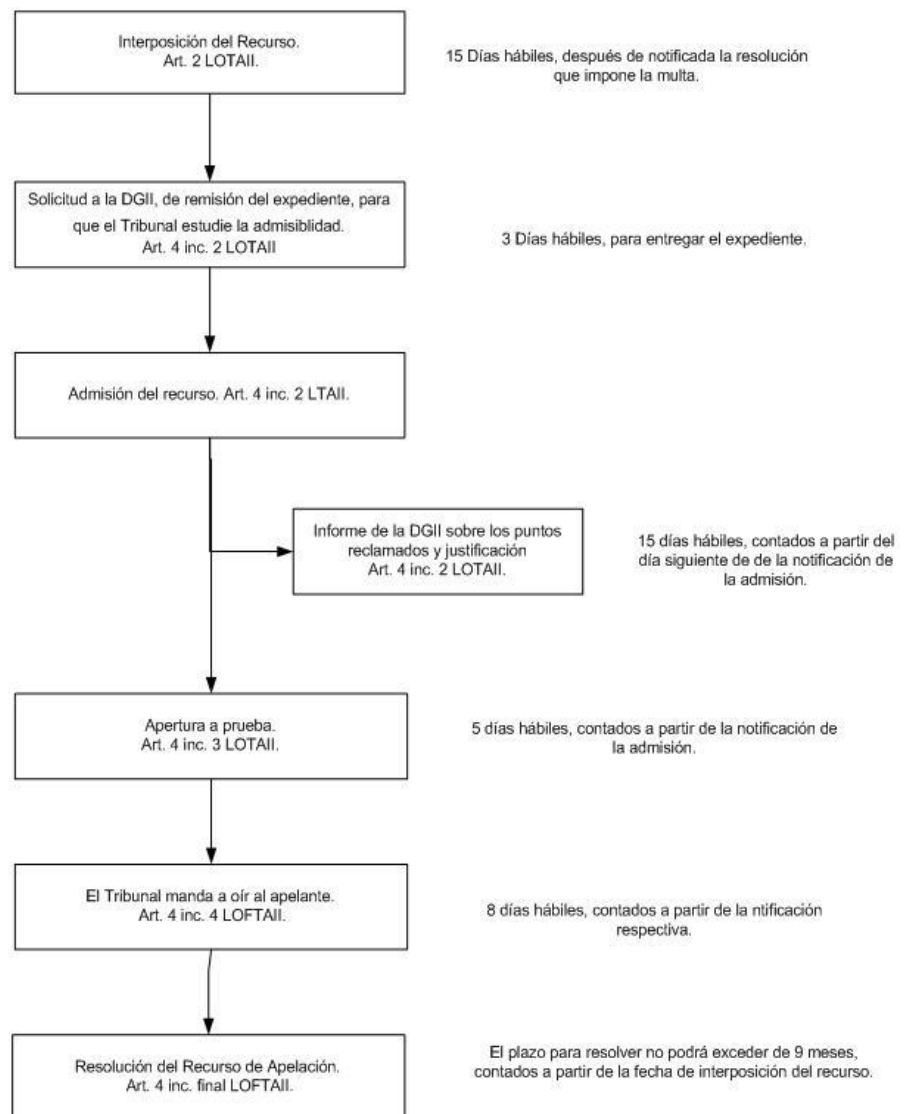 Interposición del Recurso.
Art. 2 LOTAII.
15 Días hábiles, después de notificada la resolución
que impone la multa.
Solicitud a la DGII, de remisión del expediente, para
que el Tribunal estudie la admisiblidad.
Art. 4 inc. 2 LOTAII
3 Días hábiles, para entregar el expediente.
Admisión del recurso. Art. 4 inc. 2 LTAII.
Informe de la DGII sobre los puntos
reclamados y justificación
Art. 4 inc. 2 LOTAII.
15 días hábiles, contados a partir del
día siguiente de de la notificación de
la admisión.
Apertura a prueba.
Art. 4 inc. 3 LOTAII.
5 días hábiles, contados a partir de la notificación de
la admisión.
El Tribunal manda a oír al apelante.
Art. 4 inc. 4 LOFTAII.
8 días hábiles, contados a partir de la ntificación
respectiva.
Resolución del Recurso de Apelación.
Art. 4 inc. final LOFTAII.
El plazo para resolver no podrá exceder de 9 meses,
contados a partir de la fecha de interposición del recurso.